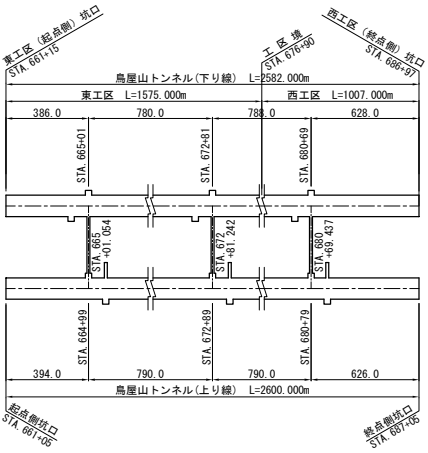 東工区 (起点側) 坑口
STA. 661+15
工 区 境
STA. 676+90
西工区 (終点側) 坑口
STA. 686+97
鳥屋山トンネル(下り線) L=2582.000m
東工区 L=1575.000m
西工区 L=1007.000m
386.0
780.0
788.0
628.0
STA. 665+01
STA. 672+81
STA. 680+69
STA. 665
+01.054
STA. 672
+81.242
STA. 680
+69.437
STA. 664+99
STA. 672+89
STA. 680+79
394.0
790.0
790.0
626.0
鳥屋山トンネル(上り線) L=2600.000m
起点側坑口
STA. 661+05
終点側坑口
STA. 687+05